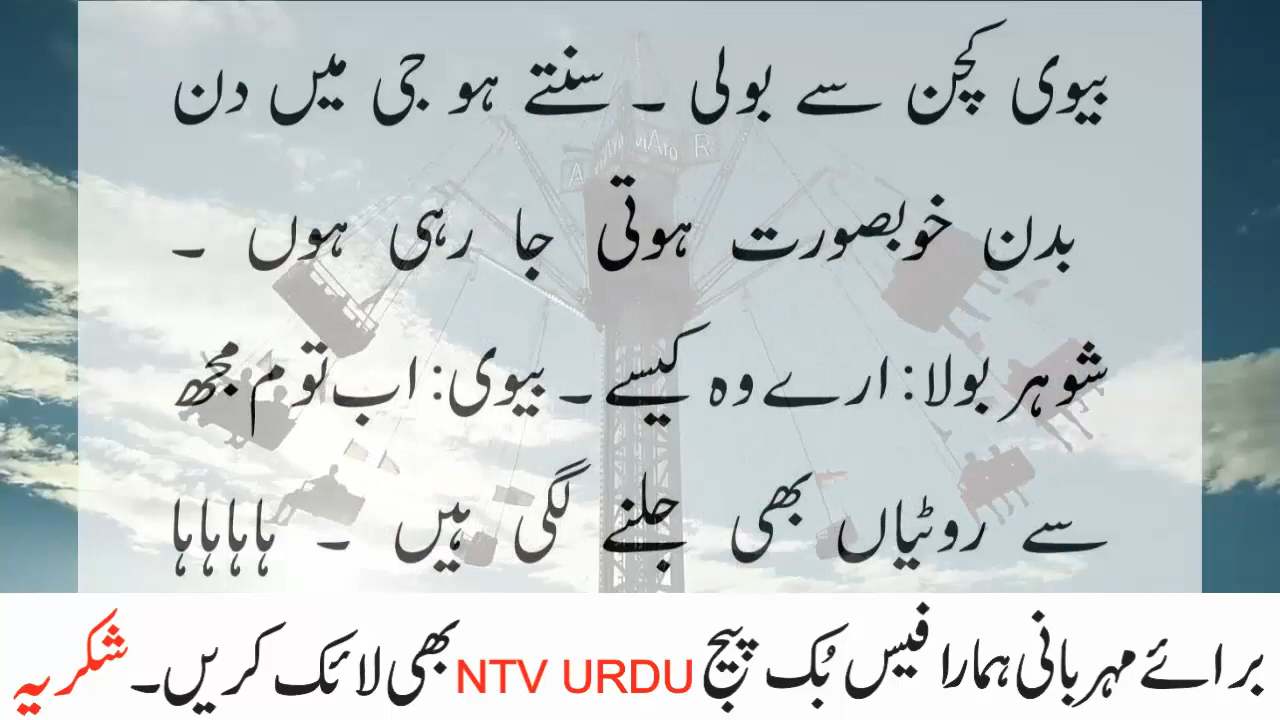 بیوی کچن سے بولی ۔ سنتے ہو جی میں دن
بدن خوبصورت ہوتی جا رہی ہوں ۔
شوہر بولا: ارے وہ کیسے ۔ بیوی: اب تو م مجھ
سے روٹیاں بھی جلنے لگی ہیں ۔ ہاہاہاہا
برائے مہربانی ہمارا فیس بُک پیج NTV URDU بھی لائک کریں۔ شکریہ